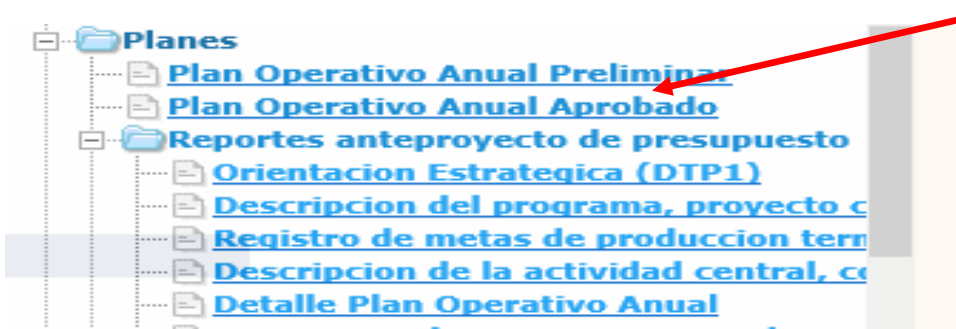 Planes
Plan Operativo Anual Preliminar
Plan Operativo Anual Aprobado
Reportes anteproyecto de presupuesto
Orientacion Estrategica (DTP1)
Descripcion del programa, proyecto
Registro de metas de produccion
Descripcion de la actividad central,
Detalle Plan Operativo Anual